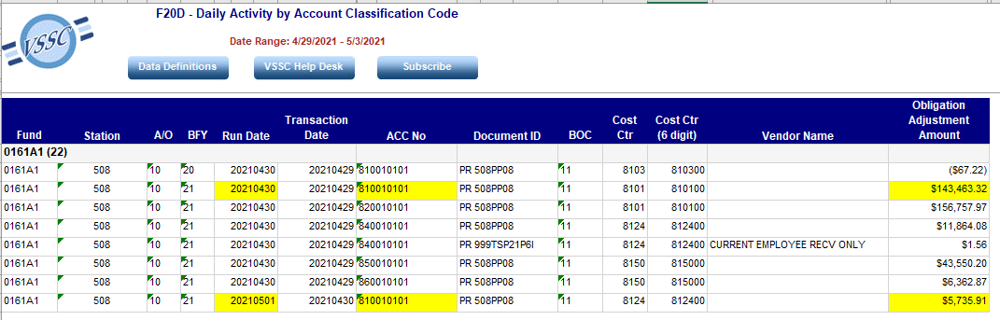 F20D - Daily Activity by Account Classification Code
VSSC
Date Range: 4/29/2021 - 5/3/2021
Data Definitions VSSC Help Desk Subscribe
Fund Station A/O BFY Run Date Transaction Date ACC No Document ID BOC Cost Ctr Cost Ctr (6 digit) Vendor Name Obligation Adjustment Amount
0161A1 (22)
0161A1 508 10 20 20210430 20210429 810010101 PR 508PP08 11 8103 810300 ($67.22)
0161A1 508 10 21 20210430 20210429 810010101 PR 508PP08 11 8101 810100 $143,463.32
0161A1 508 10 21 20210430 20210429 820010101 PR 508PP08 11 8101 810100 $156,757.97
0161A1 508 10 21 20210430 20210429 840010101 PR 508PP08 11 8124 812400 $11,864.08
0161A1 508 10 21 20210430 20210429 840010101 PR 999TSP21P6I 11 8124 812400 CURRENT EMPLOYEE RECV ONLY $1.56
0161A1 508 10 21 20210430 20210429 850010101 PR 508PP08 11 8150 815000 $43,550.20
0161A1 508 10 21 20210430 20210429 860010101 PR 508PP08 11 8150 815000 $6,362.87
0161A1 508 10 21 20210501 20210430 810010101 PR 508PP08 11 8124 812400 $5,735.91